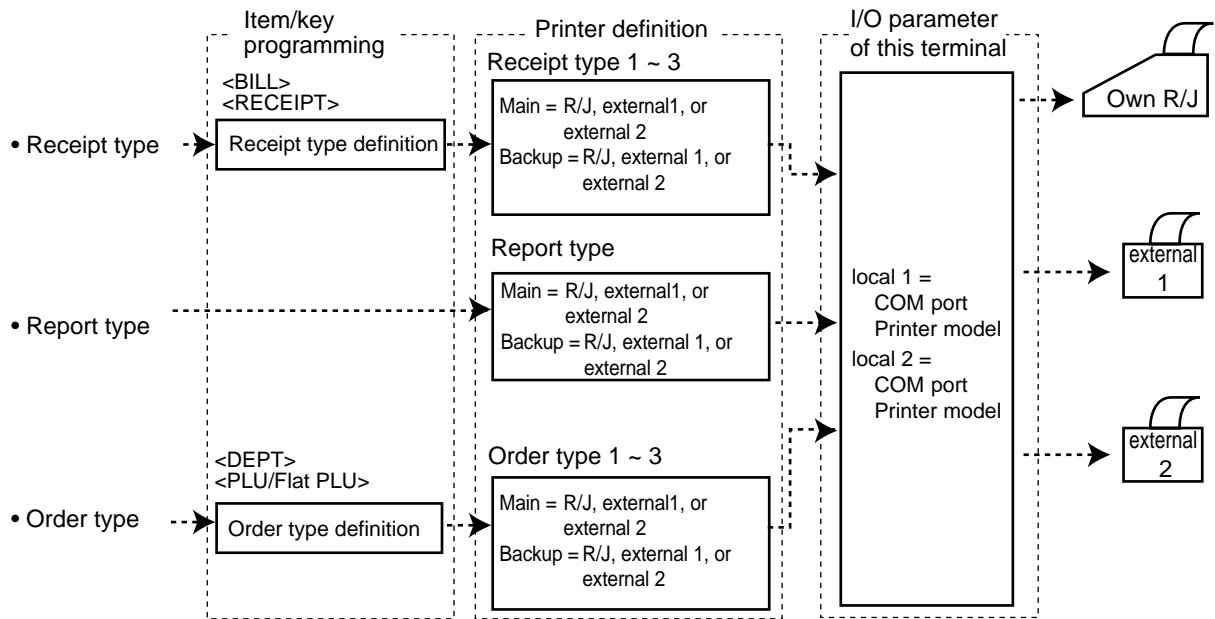 Item/key
programming
<BILL>
<RECEIPT>
• Receipt type
Receipt type definition
• Report type
<DEPT>
<PLU/Flat PLU>
• Order type
Order type definition
Printer definition
Receipt type 1 ~ 3
Main = R/J, external1, or
external 2
Backup = R/J, external 1, or
external 2
Report type
Main = R/J, external1, or
external 2
Backup = R/J, external 1, or
external 2
Order type 1 ~ 3
Main = R/J, external1, or
external 2
Backup = R/J, external 1, or
external 2
I/O parameter
of this terminal
local 1 =
COM port
Printer model
local 2 =
COM port
Printer model
Own R/J
external
1
external
2